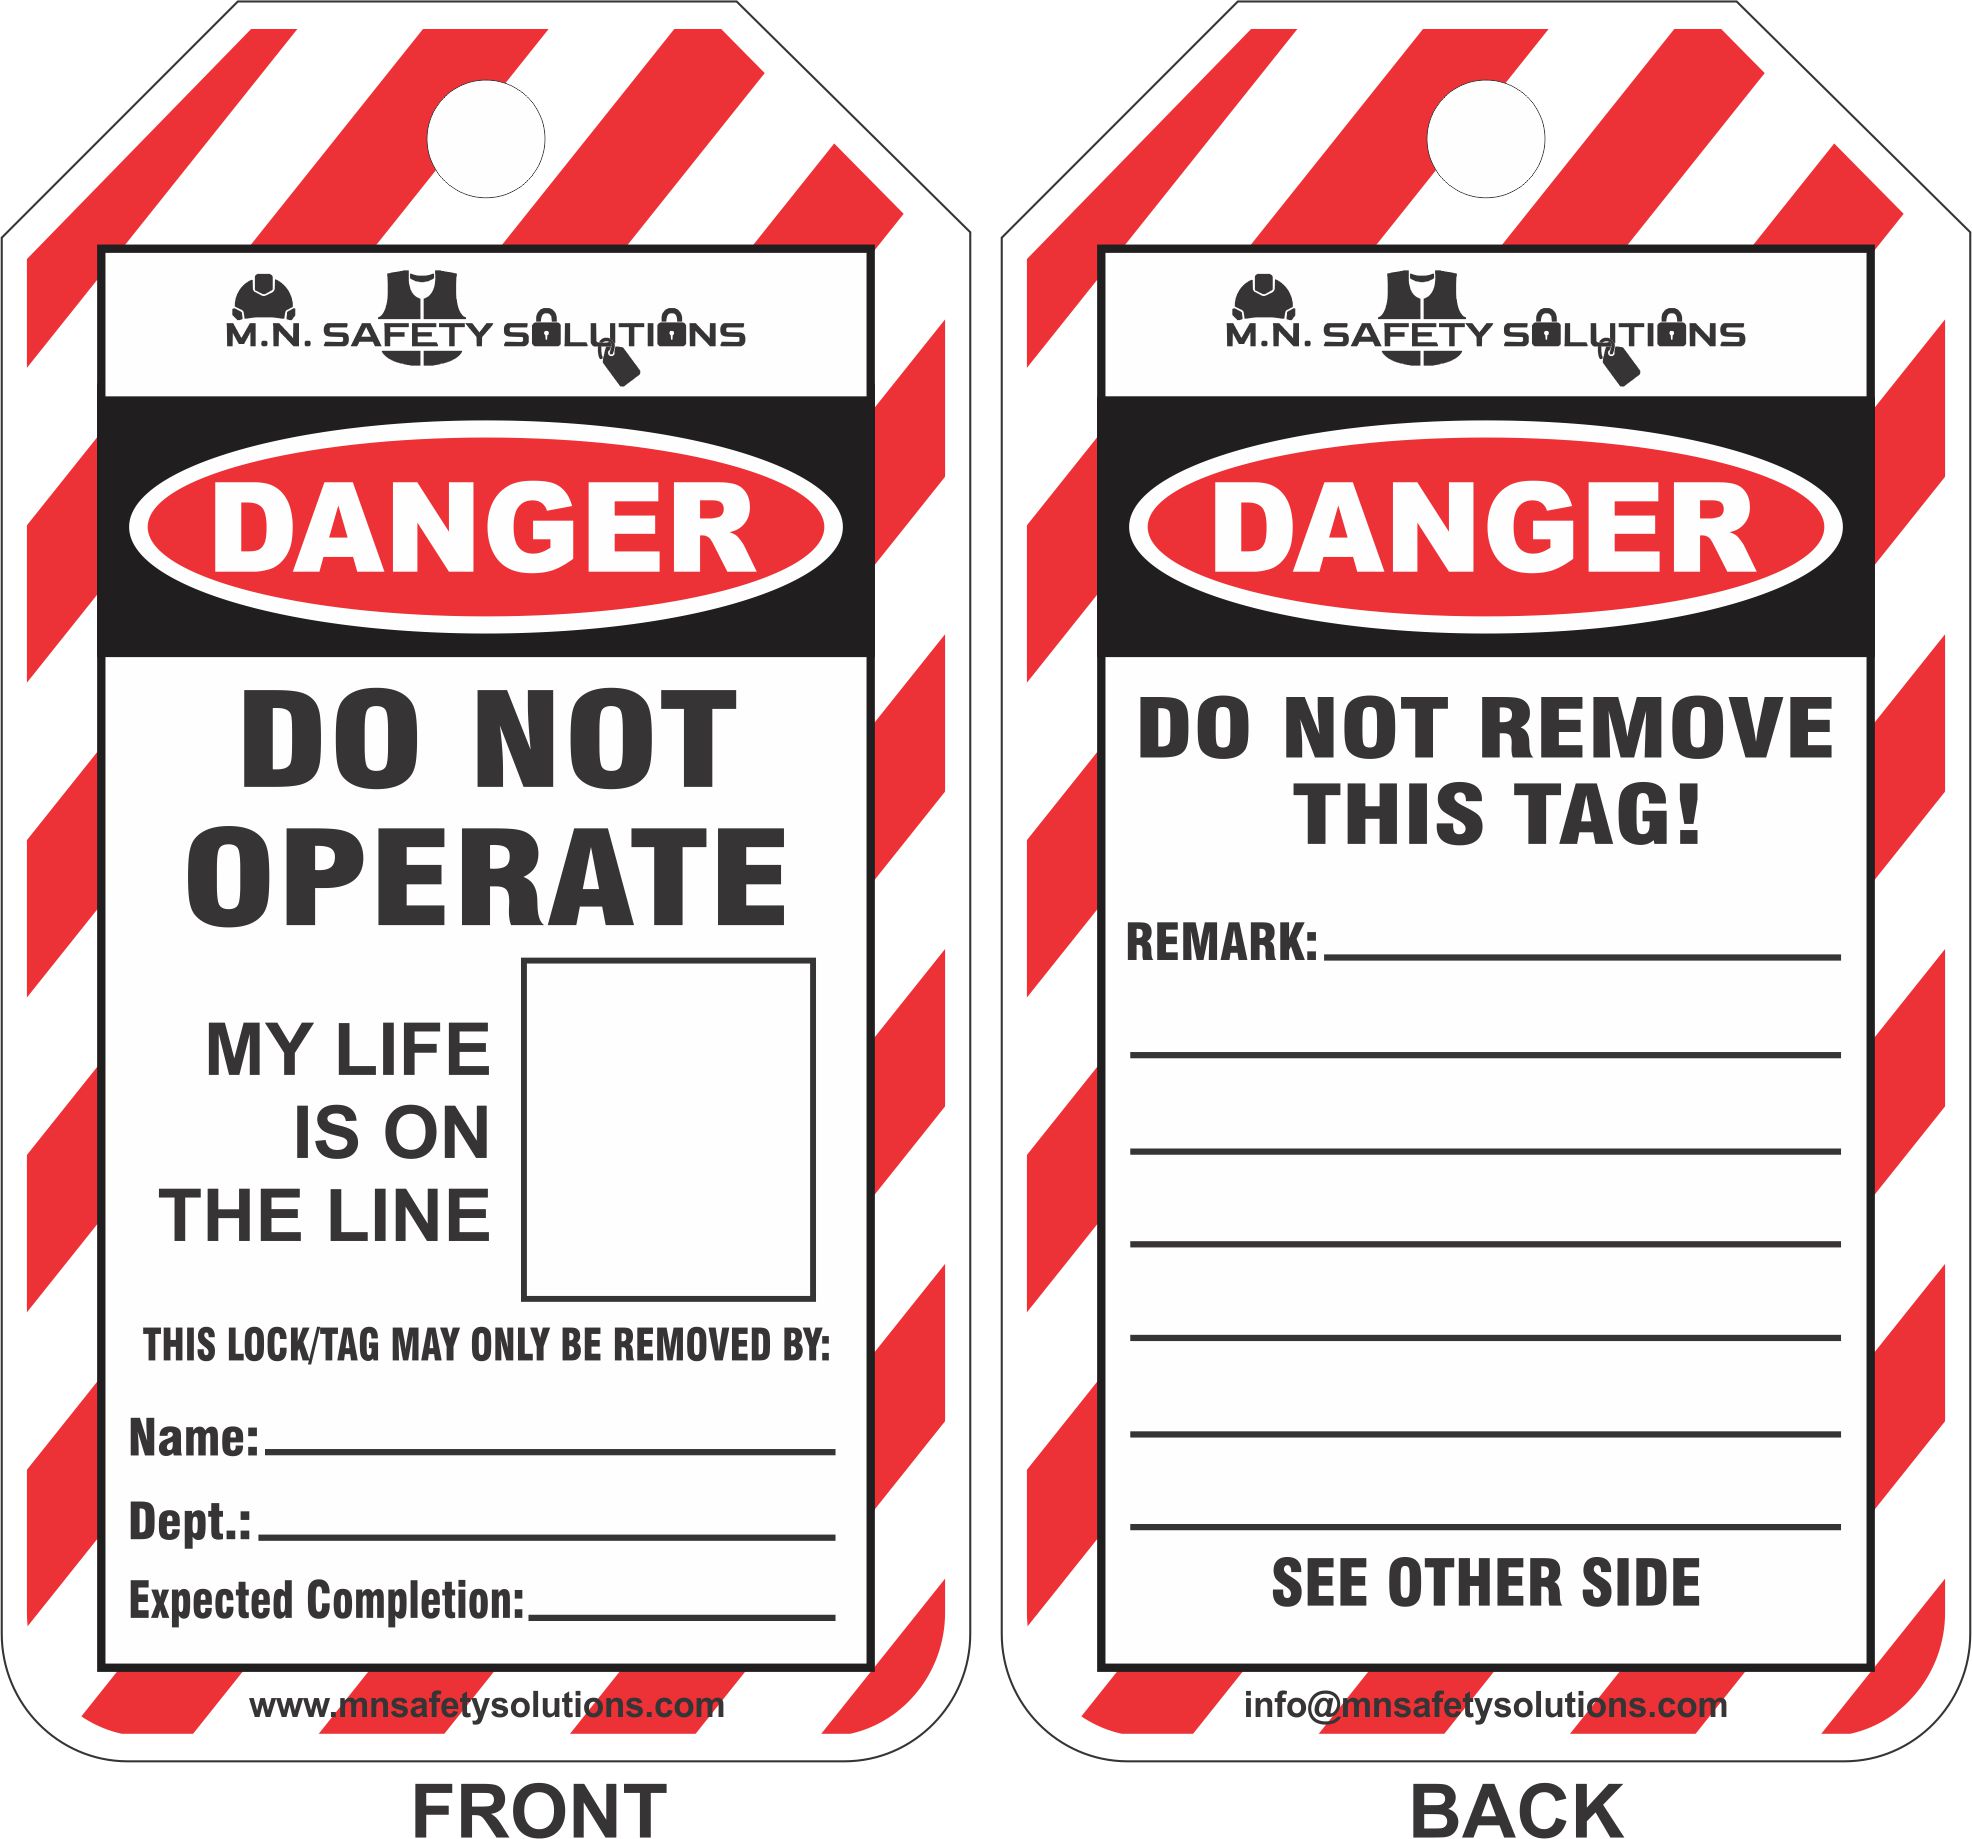 M.N. SAFETY SOLUTIONS
DANGER
DO NOT
OPERATE
MY LIFE
IS ON
THE LINE
THIS LOCK/TAG MAY ONLY BE REMOVED BY:
Name:
Dept.:
Expected Completion:
www.mnsafetysolutions.com
FRONT
M.N. SAFETY SOLUTIONS
DANGER
DO NOT REMOVE
THIS TAG!
REMARK:
SEE OTHER SIDE
info@mnsafetysolutions.com
BACK